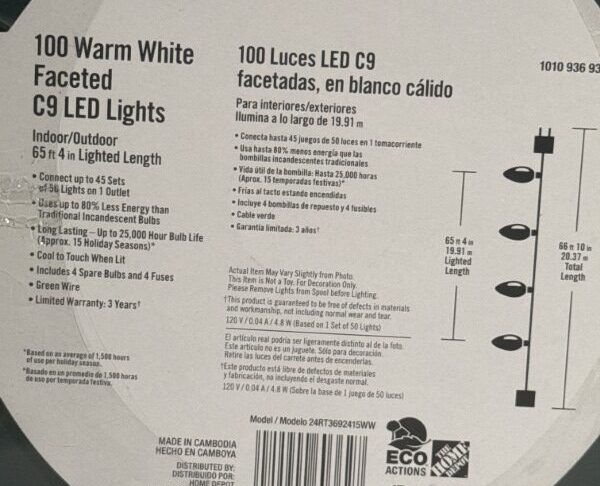 100 Warm White
Faceted
C9 LED Lights
Indoor/Outdoor
65 ft 4 in Lighted Length
• Connect up to 45 Sets
of 50 Lights on 1 Outlet
• Uses up to 80% Less Energy than
Traditional Incandescent Bulbs
• Long Lasting – Up to 25,000 Hour Bulb Life
(Approx. 15 Holiday Seasons)*
• Cool to Touch When Lit
• Includes 4 Spare Bulbs and 4 Fuses
• Green Wire
• Limited Warranty: 3 Years†
*Based on an average of 1,500 hours
of use per holiday season.
*Basado en un promedio de 1,500 horas
de uso per temporada festiva.
100 Luces LED C9
facetadas, en blanco cálido
Para interiores/exteriores
Ilumina a lo largo de 19.91 m
• Conecta hasta 45 juegos de 50 luces en 1 tomacorriente
• Usa hasta 80% menos energía que las
bombillas incandescentes tradicionales
• Vida útil de la bombilla: Hasta 25,000 horas
(Aprox. 15 temporadas festivas)*
• Frías al tacto estando encendidas
• Incluye 4 bombillas de repuesto y 4 fusibles
• Cable verde
• Garantía limitada: 3 años†
Actual Item May Vary Slightly from Photo.
This Item is Not a Toy. For Decoration Only.
Please Remove Lights from Spool before Lighting.
†This product is guaranteed to be free of defects in materials
and workmanship, not including normal wear and tear.
120 V / 0.04 A / 4.8 W (Based on 1 Set of 50 Lights)
El artículo real podría ser ligeramente distinto al de la foto.
Este artículo no es un juguete. Sólo para decoración.
Retire las luces del carrete antes de encenderlas.
†Este producto está libre de defectos de materiales
y fabricación, no incluyendo el desgaste normal.
120 V / 0.04 A / 4.8 W (Sobre la base de 1 juego de 50 luces)
1010 936 93
65 ft 4 in
19.91 m
Lighted
Length
66 ft 10 in
20.37 m
Total
Length
Model / Modelo 24RT3692415WW
MADE IN CAMBODIA
HECHO EN CAMBOYA
DISTRIBUTED BY:
DISTRIBUIDO POR:
HOME DEPOT
ECO
ACTIONS
THE
HOME
DEPOT